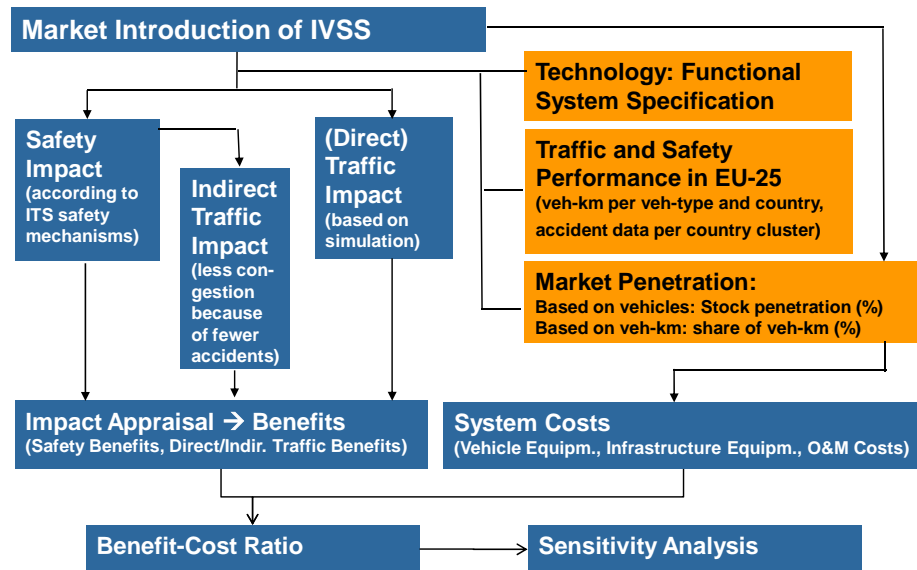 Market Introduction of IVSS
Technology: Functional
System Specification
Safety
Impact
(according to
ITS safety
mechanisms)
Indirect
Traffic
Impact
(less con-
gestion
because
of fewer
accidents)
(Direct)
Traffic
Impact
(based on
simulation)
Traffic and Safety
Performance in EU-25
(veh-km per veh-type and country,
accident data per country cluster)
Market Penetration:
Based on vehicles: Stock penetration (%)
Based on veh-km: share of veh-km (%)
Impact Appraisal → Benefits
(Safety Benefits, Direct/Indir. Traffic Benefits)
System Costs
(Vehicle Equipm., Infrastructure Equipm., O&M Costs)
Benefit-Cost Ratio
Sensitivity Analysis